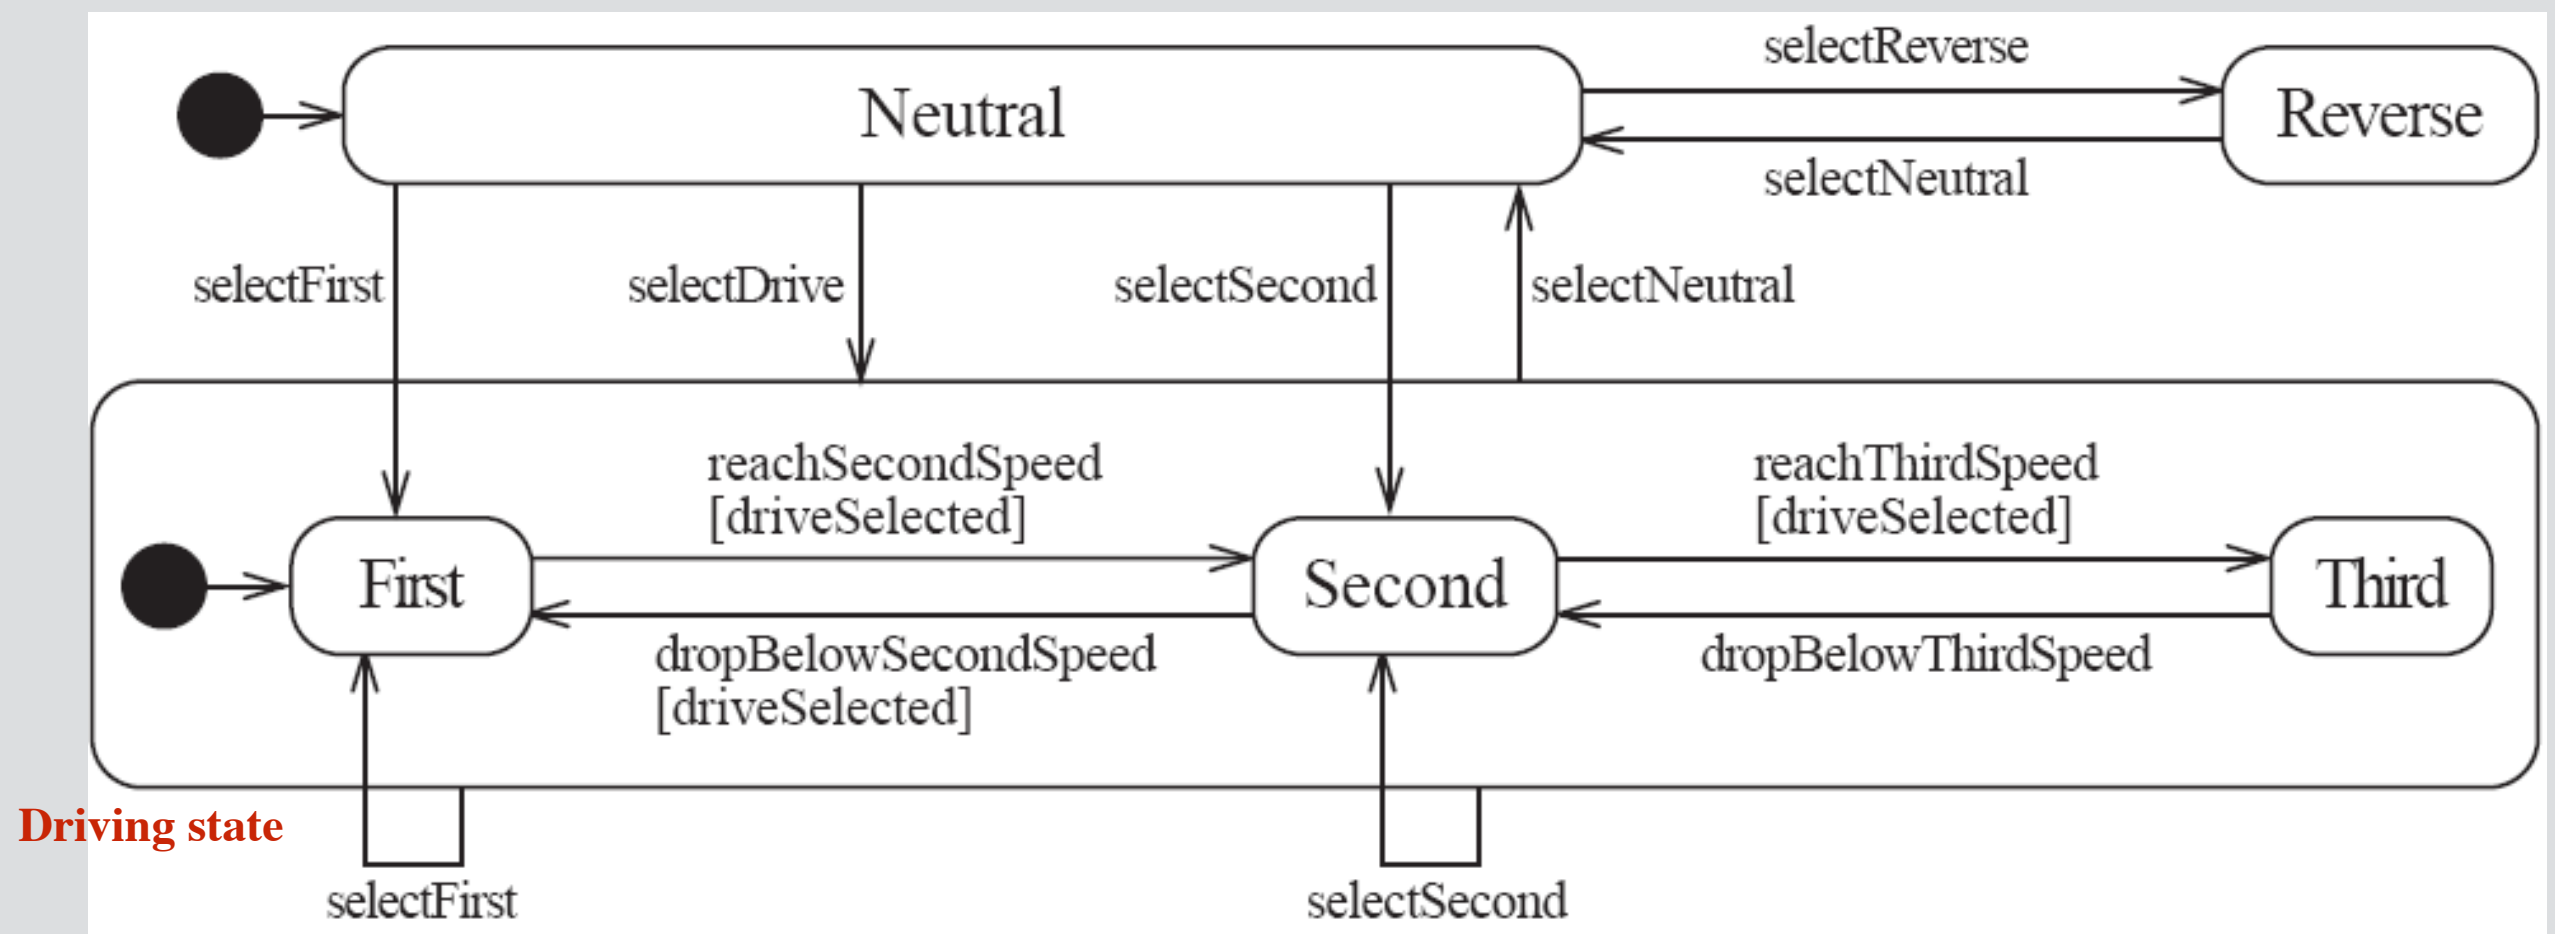 selectReverse
Neutral
Reverse
selectNeutral
selectFirst
selectDrive
selectSecond
selectNeutral
reachSecondSpeed
[driveSelected]
reachThirdSpeed
[driveSelected]
First
Second
Third
dropBelowSecondSpeed
[driveSelected]
dropBelowThirdSpeed
Driving state
selectFirst
selectSecond